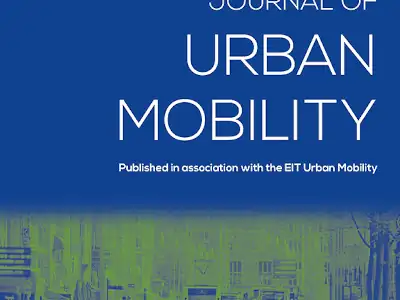 JOURNAL OF
URBAN
MOBILITY
Published in association with the EIT Urban Mobility